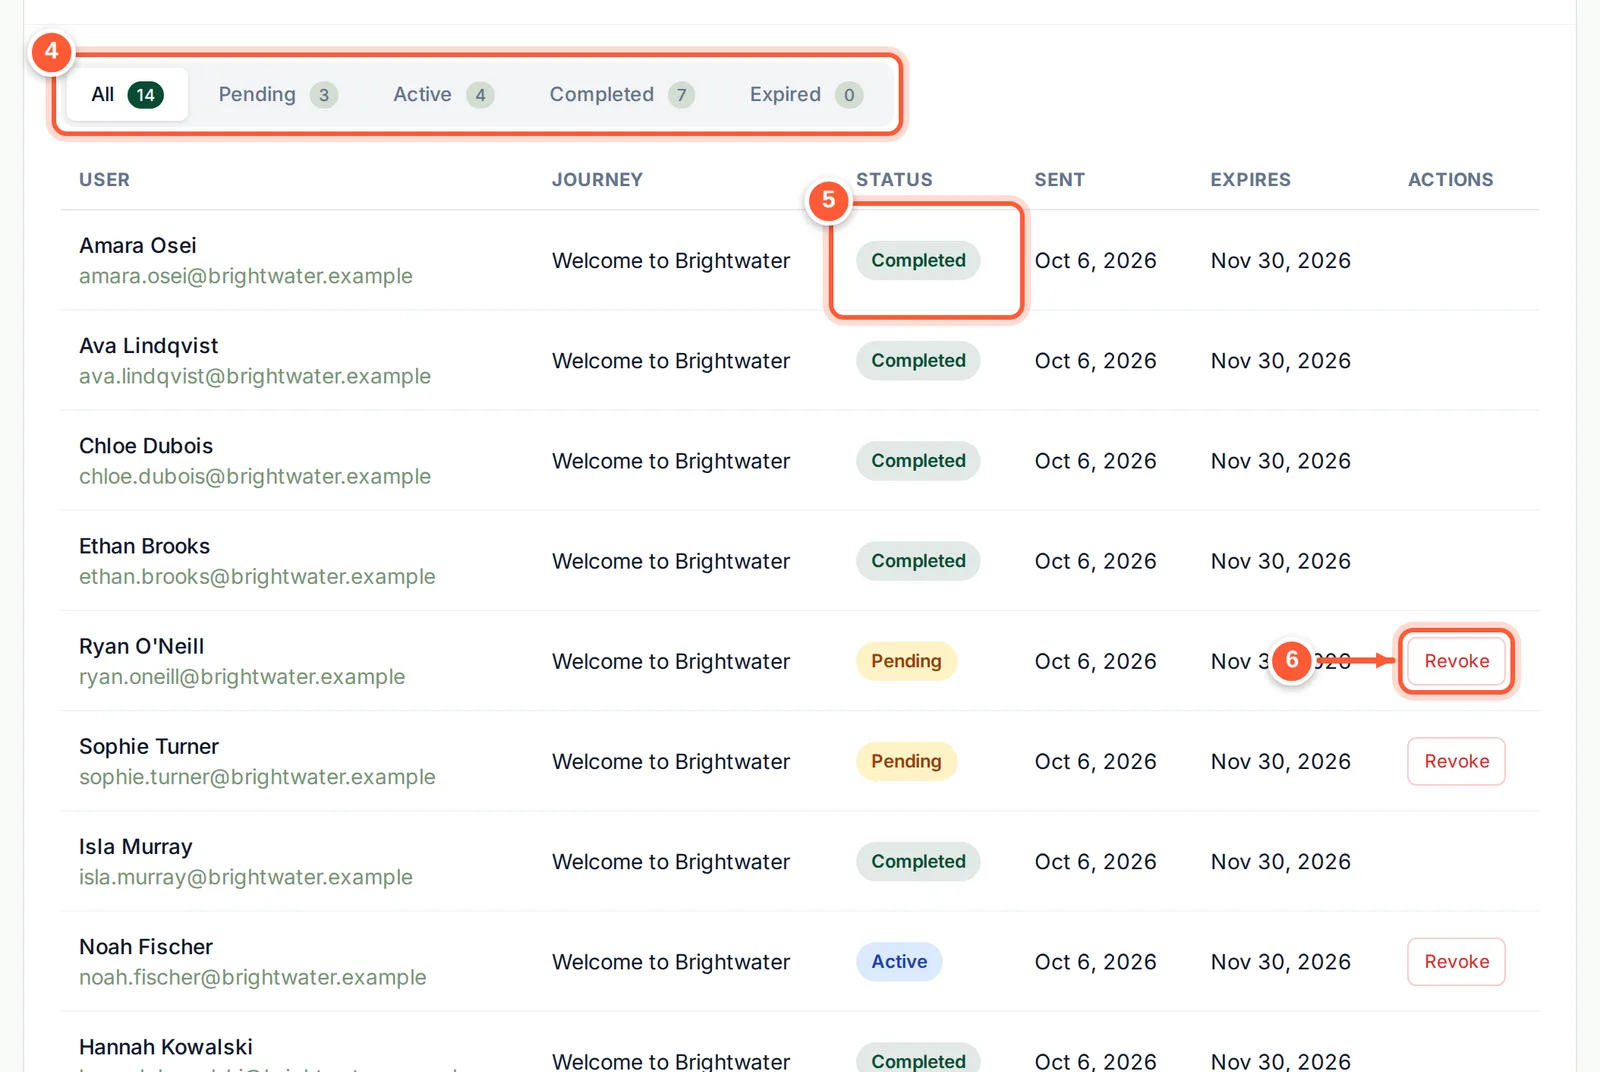 4
All 14 Pending 3 Active 4 Completed 7 Expired 0
USER JOURNEY STATUS SENT EXPIRES ACTIONS
5
Amara Osei
amara.osei@brightwater.example
Welcome to Brightwater Completed Oct 6, 2026 Nov 30, 2026
Ava Lindqvist
ava.lindqvist@brightwater.example
Welcome to Brightwater Completed Oct 6, 2026 Nov 30, 2026
Chloe Dubois
chloe.dubois@brightwater.example
Welcome to Brightwater Completed Oct 6, 2026 Nov 30, 2026
Ethan Brooks
ethan.brooks@brightwater.example
Welcome to Brightwater Completed Oct 6, 2026 Nov 30, 2026
Ryan O'Neill
ryan.oneill@brightwater.example
Welcome to Brightwater Pending Oct 6, 2026 Nov 6 Revoke
Sophie Turner
sophie.turner@brightwater.example
Welcome to Brightwater Pending Oct 6, 2026 Nov 30, 2026 Revoke
Isla Murray
isla.murray@brightwater.example
Welcome to Brightwater Completed Oct 6, 2026 Nov 30, 2026
Noah Fischer
noah.fischer@brightwater.example
Welcome to Brightwater Active Oct 6, 2026 Nov 30, 2026 Revoke
Hannah Kowalski
Welcome to Brightwater Completed Oct 6, 2026 Nov 30, 2026